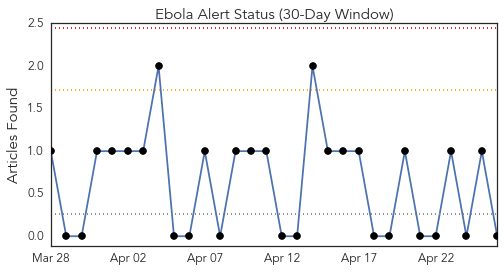 Ebola Alert Status (30-Day Window)
2.5
2.0
1.5
1.0
0.5
0.0
Articles Found
Mar 28 Apr 02 Apr 07 Apr 12 Apr 17 Apr 22